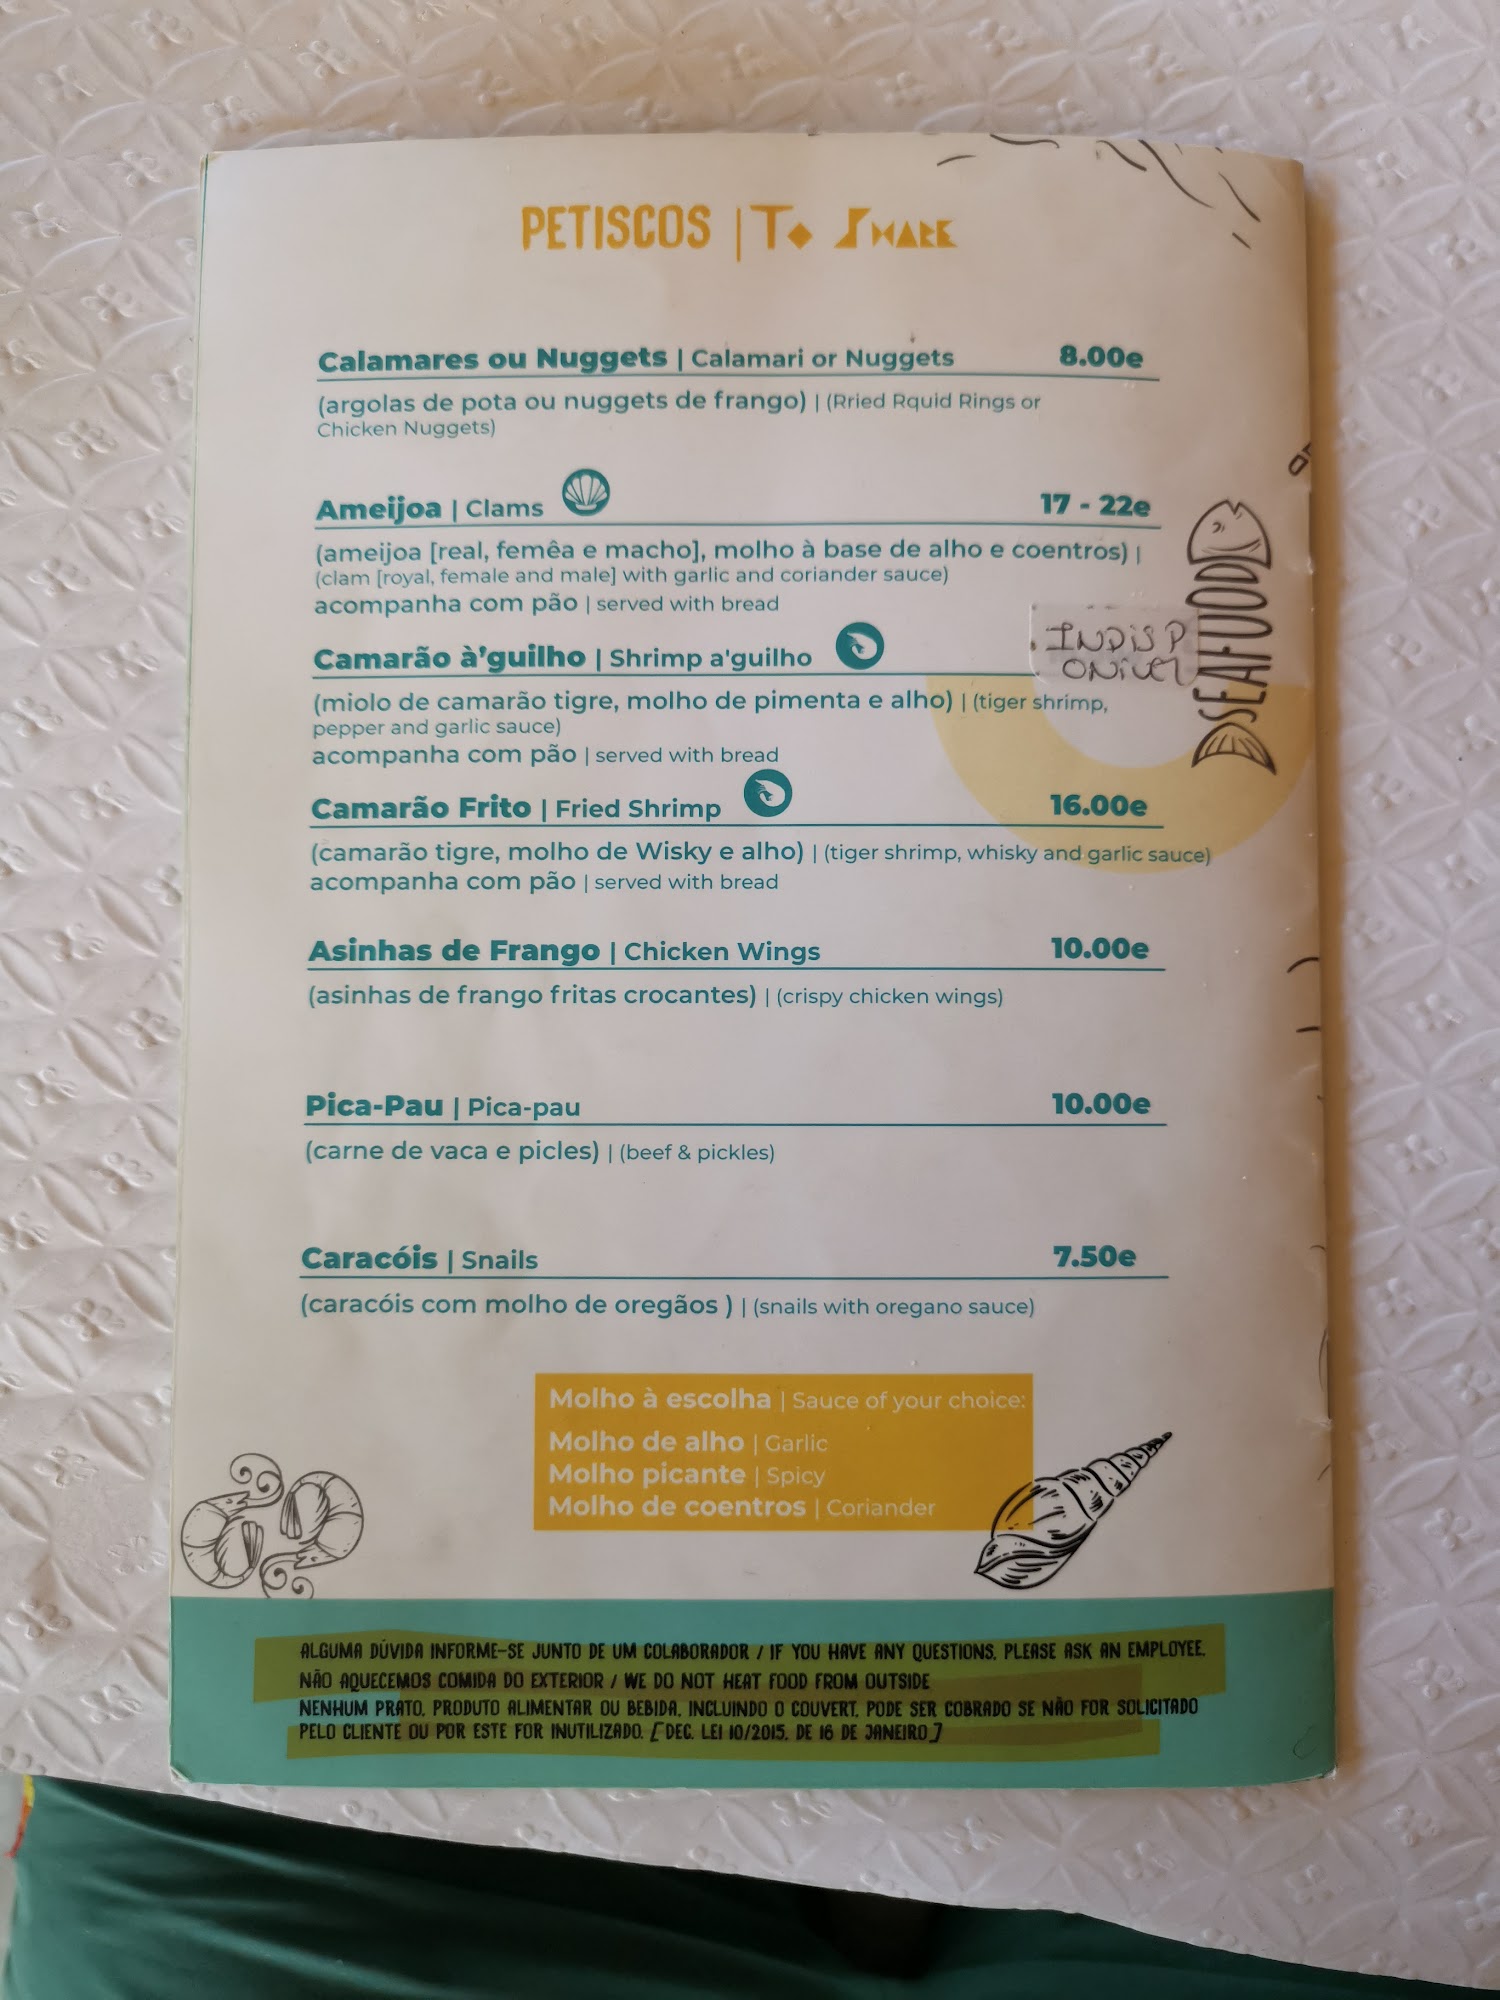 PETISCOS | To Share
Calamares ou Nuggets | Calamari or Nuggets 8.00e
(argolas de pota ou nuggets de frango) | (Rried Rquid Rings or
Chicken Nuggets)
Ameijoa | Clams 17 - 22e
(ameijoa [real, femêa e macho], molho à base de alho e coentros) |
(clam [royal, female and male] with garlic and coriander sauce)
acompanha com pão | served with bread
Camarão à'guilho | Shrimp a'guilho
INDISP
ONível
(miolo de camarão tigre, molho de pimenta e alho) | (tiger shrimp,
pepper and garlic sauce)
acompanha com pão | served with bread
SEAFOOD
Camarão Frito | Fried Shrimp 16.00e
(camarão tigre, molho de Wisky e alho) | (tiger shrimp, whisky and garlic sauce)
acompanha com pão | served with bread
Asinhas de Frango | Chicken Wings 10.00e
(asinhas de frango fritas crocantes) | (crispy chicken wings)
Pica-Pau | Pica-pau 10.00e
(carne de vaca e picles) | (beef & pickles)
Caracóis | Snails 7.50e
(caracóis com molho de oregãos ) | (snails with oregano sauce)
Molho à escolha | Sauce of your choice:
Molho de alho | Garlic
Molho picante | Spicy
Molho de coentros | Coriander
ALGUMA DÚVIDA INFORME-SE JUNTO DE UM COLABORADOR / IF YOU HAVE ANY QUESTIONS, PLEASE ASK AN EMPLOYEE.
NÃO AQUECEMOS COMIDA DO EXTERIOR / WE DO NOT HEAT FOOD FROM OUTSIDE
NENHUM PRATO, PRODUTO ALIMENTAR OU BEBIDA, INCLUINDO O COUVERT, PODE SER COBRADO SE NÃO FOR SOLICITADO
PELO CLIENTE OU POR ESTE FOR INUTILIZADO. [DEC. LEI 10/2015, DE 16 DE JANEIRO]